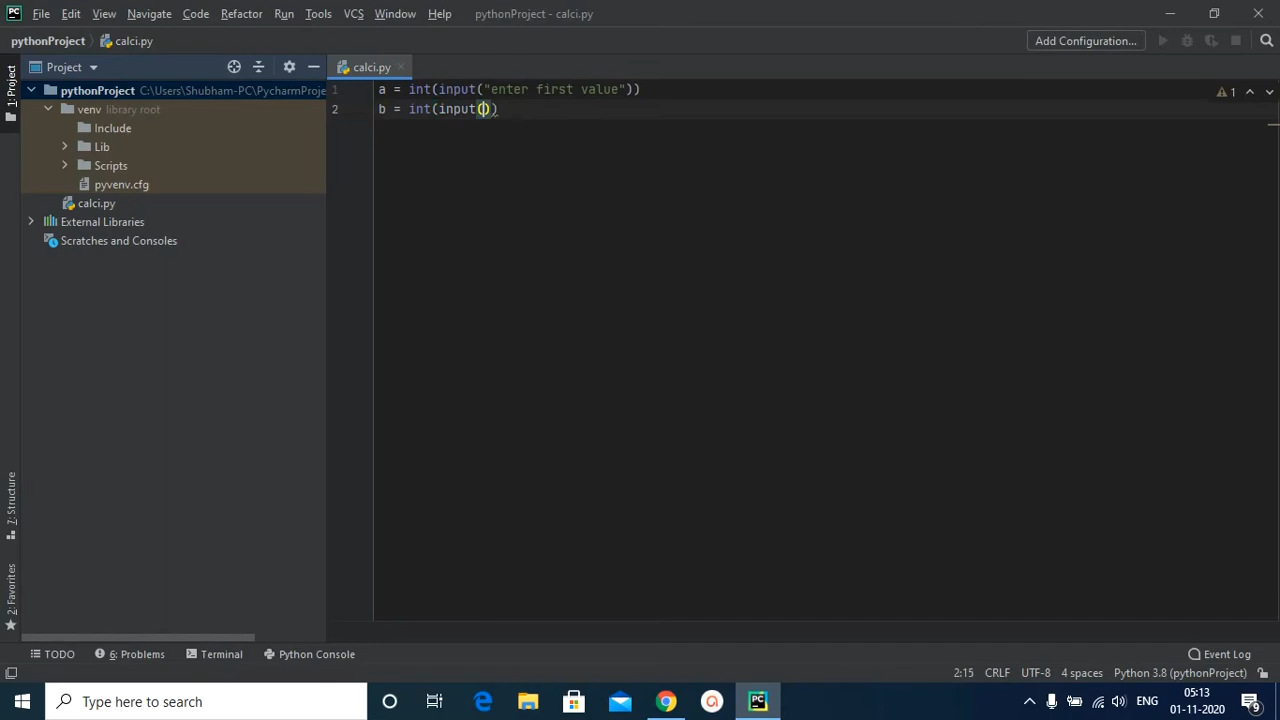 PC File Edit View Navigate Code Refactor Run Tools VCS Window Help pythonProject - calci.py
pythonProject calci.py Add Configuration...
1: Project
Project
calci.py
pythonProject C:\Users\Shubham-PC\PycharmProje
venv library root
Include
Lib
Scripts
pyvenv.cfg
calci.py
External Libraries
Scratches and Consoles
1 a = int(input("enter first value"))
2 b = int(input())
1
7: Structure
2: Favorites
TODO 6: Problems Terminal Python Console Event Log
2:15 CRLF UTF-8 4 spaces Python 3.8 (pythonProject)
Type here to search
PC
ENG
05:13
01-11-2020
9